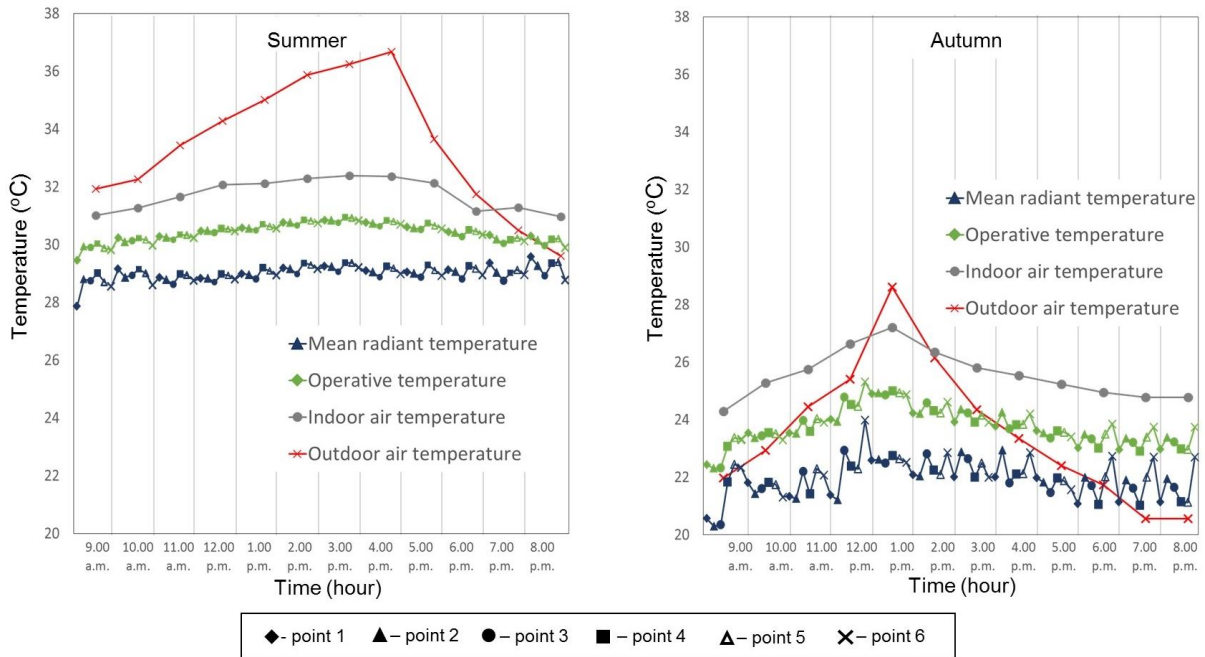 Summer
Temperature (⁰C)
38
36
34
32
30
28
26
24
22
20
Mean radiant temperature
Operative temperature
Indoor air temperature
Outdoor air temperature
9.00 10.00 11.00 12.00 1.00 2.00 3.00 4.00 5.00 6.00 7.00 8.00
a.m. a.m. a.m. p.m. p.m. p.m. p.m. p.m. p.m. p.m. p.m. p.m.
Time (hour)
Autumn
Temperature (⁰C)
38
36
34
32
30
28
26
24
22
20
Mean radiant temperature
Operative temperature
Indoor air temperature
Outdoor air temperature
9.00 10.00 11.00 12.00 1.00 2.00 3.00 4.00 5.00 6.00 7.00 8.00
a.m. a.m. a.m. p.m. p.m. p.m. p.m. p.m. p.m. p.m. p.m. p.m.
Time (hour)
- point 1 – point 2 – point 3 – point 4 – point 5 – point 6